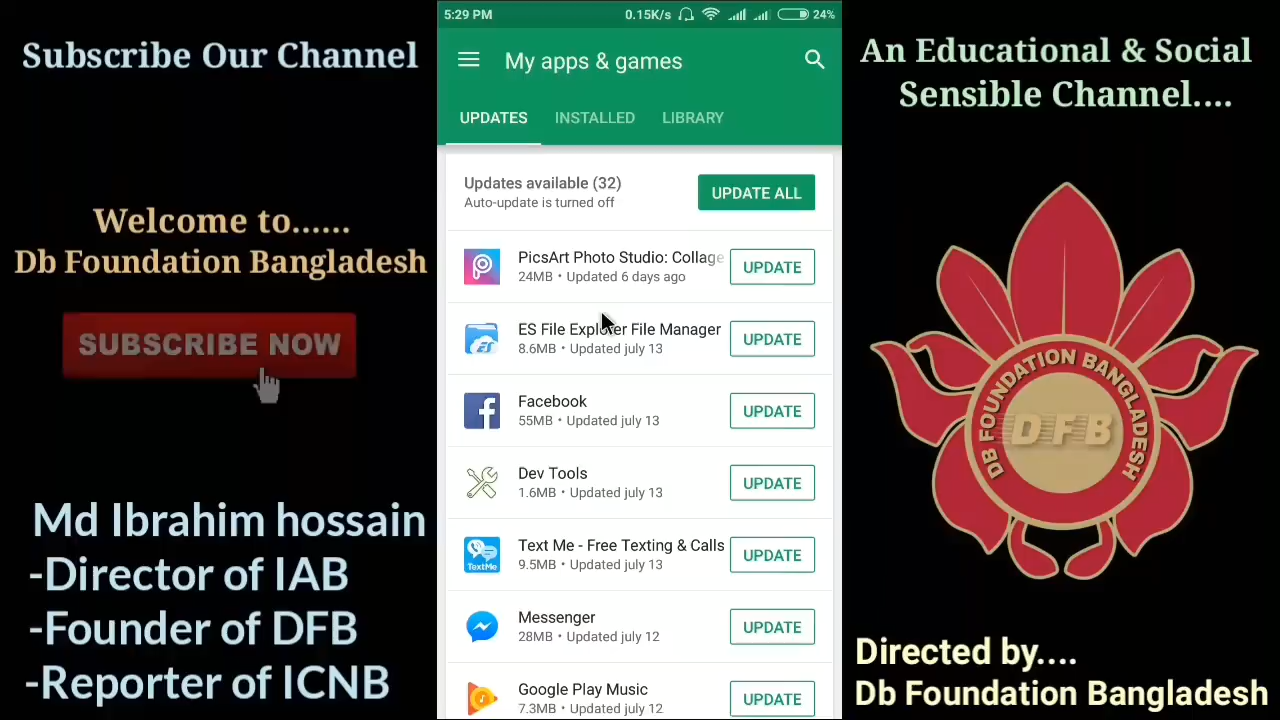 Subscribe Our Channel
Welcome to......
Db Foundation Bangladesh
SUBSCRIBE NOW
Md Ibrahim hossain
-Director of IAB
-Founder of DFB
-Reporter of ICNB
5:29 PM 0.15K/s 24%
My apps & games
UPDATES INSTALLED LIBRARY
Updates available (32)
Auto-update is turned off
UPDATE ALL
PicsArt Photo Studio: Collage
24MB • Updated 6 days ago
UPDATE
ES File Explorer File Manager
8.6MB • Updated july 13
UPDATE
ES
Facebook
55MB • Updated july 13
UPDATE
Dev Tools
1.6MB • Updated july 13
UPDATE
Text Me - Free Texting & Calls
9.5MB • Updated july 13
UPDATE
TextMe
Messenger
28MB • Updated july 12
UPDATE
Google Play Music
7.3MB • Updated july 12
UPDATE
An Educational & Social
Sensible Channel....
DB FOUNDATION BANGLADESH
DFB
Directed by....
Db Foundation Bangladesh